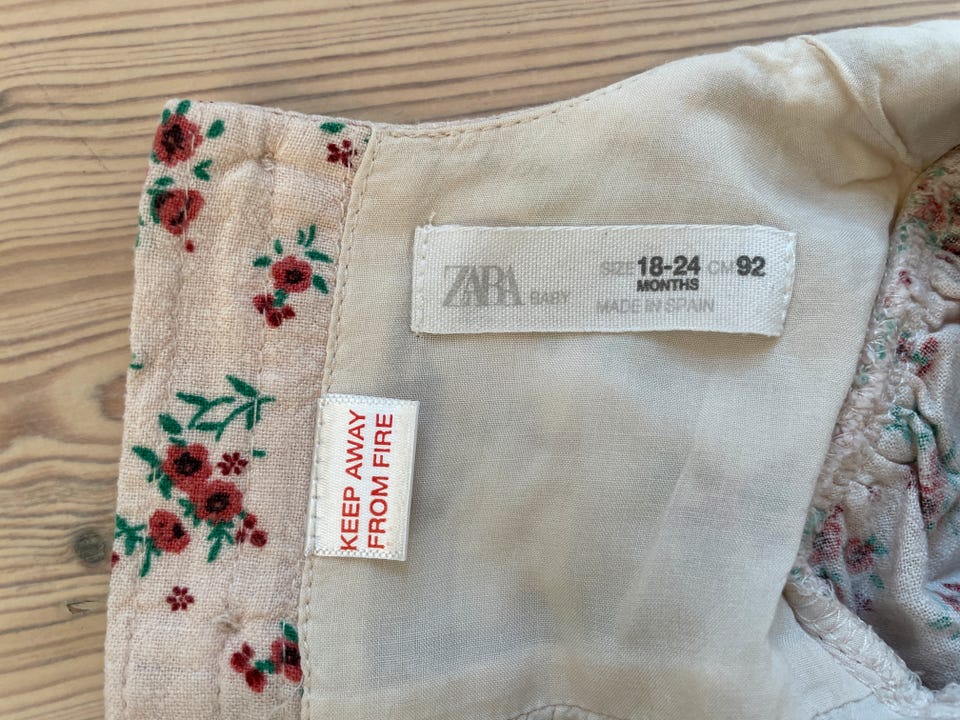 ZARA BABY
SIZE 18-24 CM 92
MONTHS
MADE IN SPAIN
KEEP AWAY
FROM FIRE